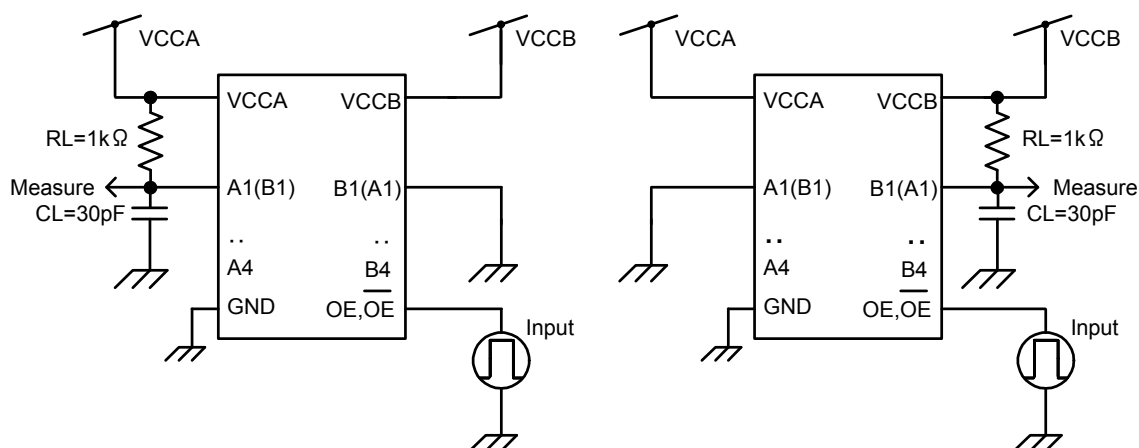 VCCA
VCCB
VCCA
VCCB
RL=1kΩ
Measure
A1(B1)
B1(A1)
CL=30pF
..
..
A4
B4
GND
OE,OE
Input
VCCA
VCCB
VCCA
VCCB
RL=1kΩ
A1(B1)
B1(A1)
Measure
CL=30pF
..
..
A4
B4
GND
OE,OE
Input